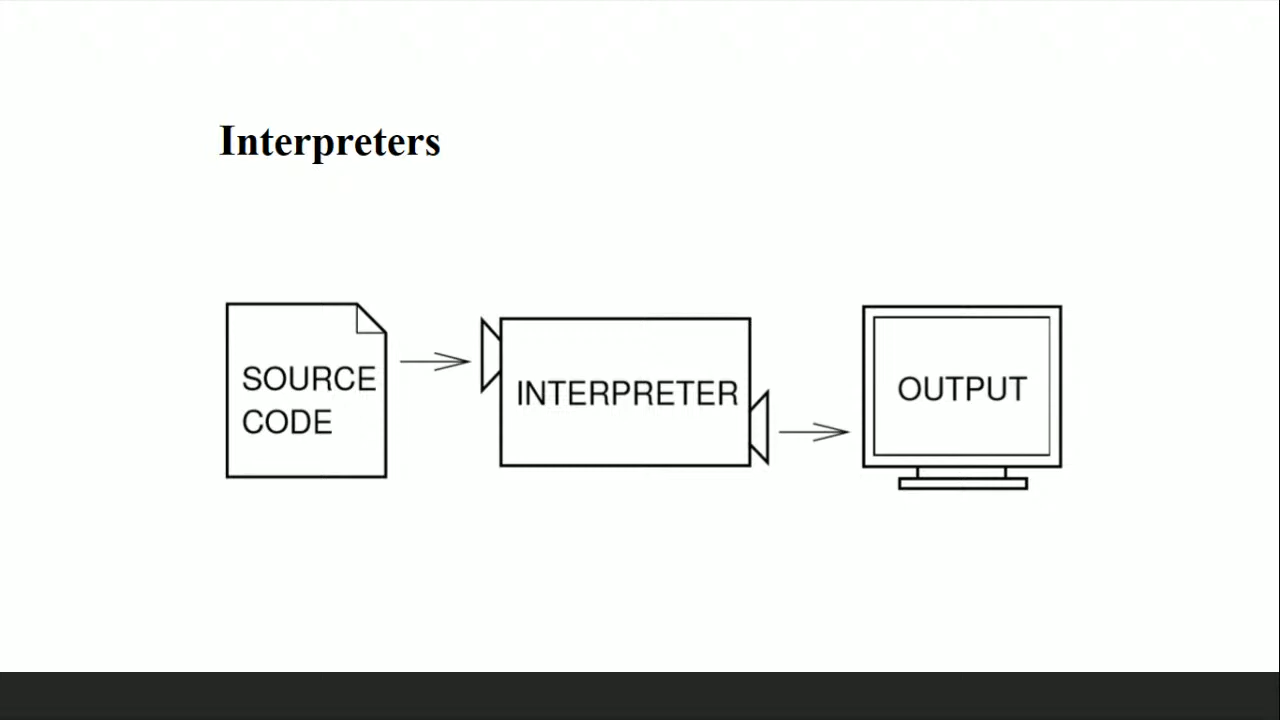 Interpreters
SOURCE
CODE
INTERPRETER
OUTPUT